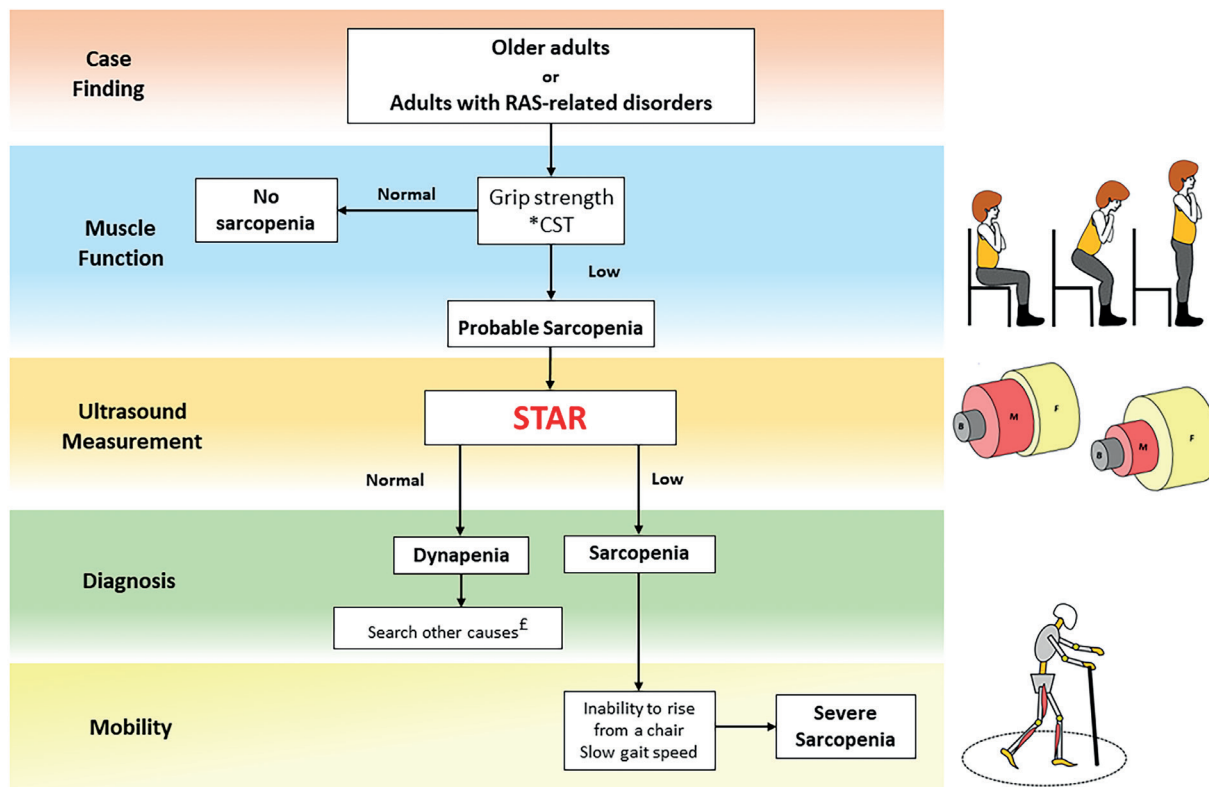 Case
Finding
Older adults
or
Adults with RAS-related disorders
Muscle
Function
No
sarcopenia
Normal
Grip strength
*CST
Low
Probable Sarcopenia
Ultrasound
Measurement
STAR
B
M
F
B
M
F
Normal
Low
Diagnosis
Dynapenia
Sarcopenia
Search other causes£
Mobility
Inability to rise
from a chair
Slow gait speed
Severe
Sarcopenia